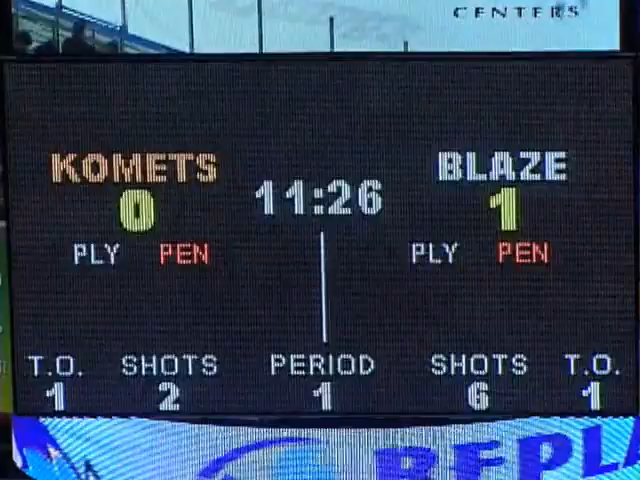 CENTERS
KOMETS 11:26 BLAZE
0 1
PLY PEN PLY PEN
T.O. SHOTS PERIOD SHOTS T.O.
1 2 1 6 1
REPLA